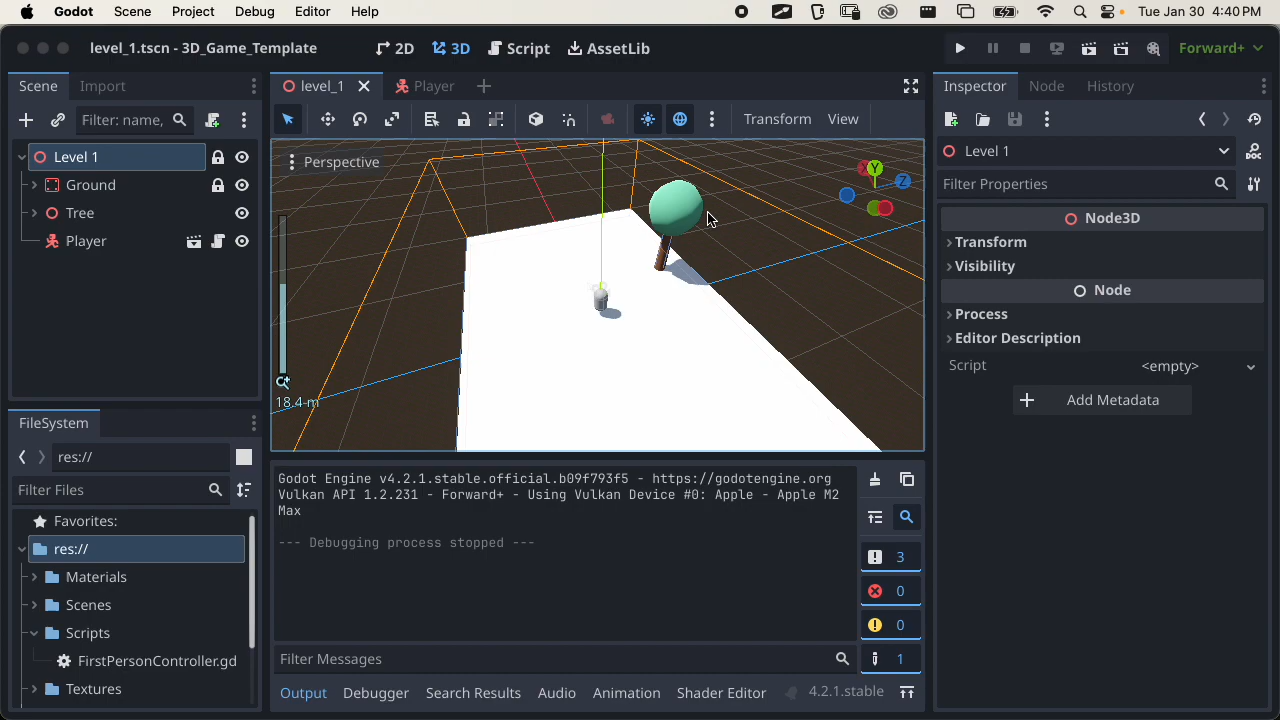 Godot Scene Project Debug Editor Help Tue Jan 30 4:40 PM
level_1.tscn - 3D_Game_Template 2D 3D Script AssetLib Forward+
Scene Import
Filter: name,
Level 1
Ground
Tree
Player
level_1 Player
Transform View
Perspective
X Y Z
18.4 m
FileSystem
res://
Filter Files
Favorites:
res://
Materials
Scenes
Scripts
FirstPersonController.gd
Textures
Godot Engine v4.2.1.stable.official.b09f793f5 - https://godotengine.org
Vulkan API 1.2.231 - Forward+ - Using Vulkan Device #0: Apple - Apple M2
Max
--- Debugging process stopped ---
3
0
0
1
Filter Messages
Output Debugger Search Results Audio Animation Shader Editor 4.2.1.stable
Inspector Node History
Level 1 DOC
Filter Properties
Node3D
Transform
Visibility
Node
Process
Editor Description
Script <empty>
Add Metadata